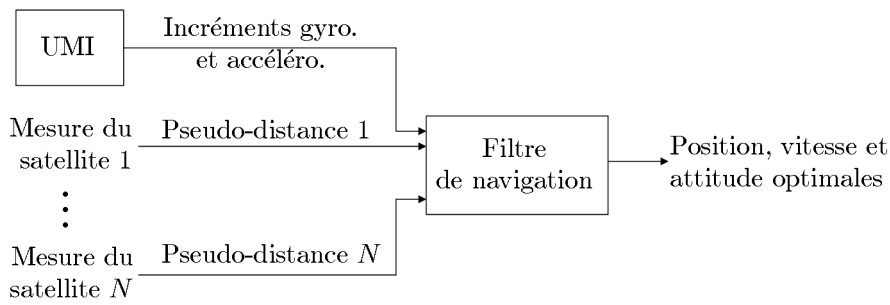 UMI
Incréments gyro.
et accéléro.
Mesure du
satellite 1
Pseudo-distance 1
Filtre
de navigation
Position, vitesse et
attitude optimales
Mesure du
satellite N
Pseudo-distance N